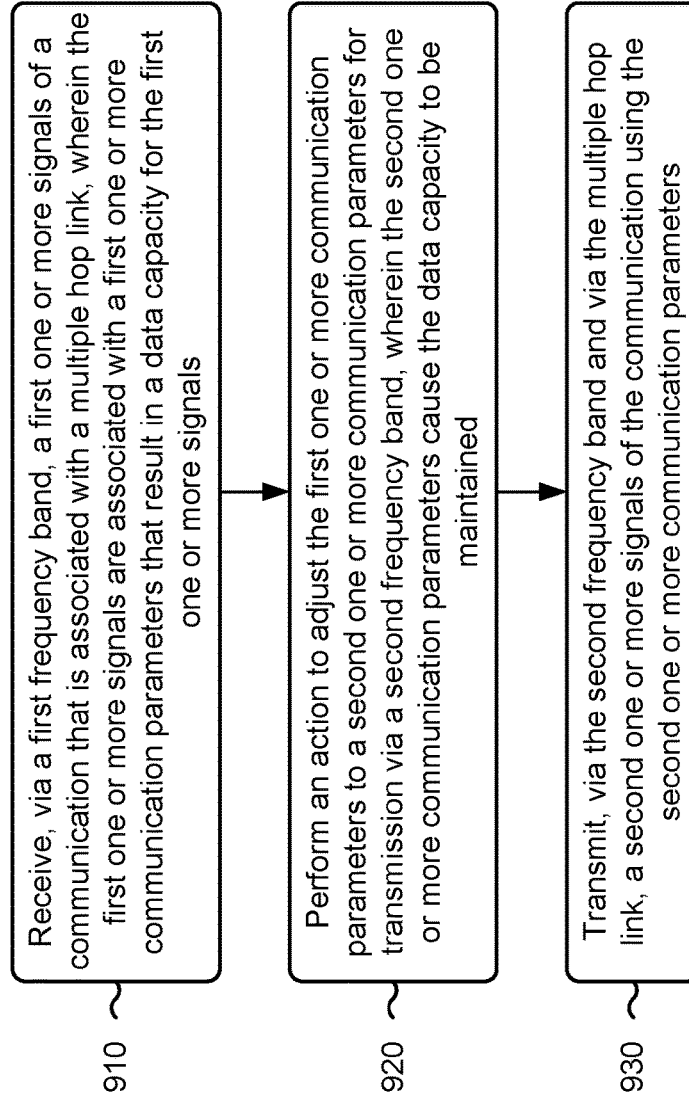 910
Receive, via a first frequency band, a first one or more signals of a
communication that is associated with a multiple hop link, wherein the
first one or more signals are associated with a first one or more
communication parameters that result in a data capacity for the first
one or more signals
920
Perform an action to adjust the first one or more communication
parameters to a second one or more communication parameters for
transmission via a second frequency band, wherein the second one
or more communication parameters cause the data capacity to be
maintained
930
Transmit, via the second frequency band and via the multiple hop
link, a second one or more signals of the communication using the
second one or more communication parameters